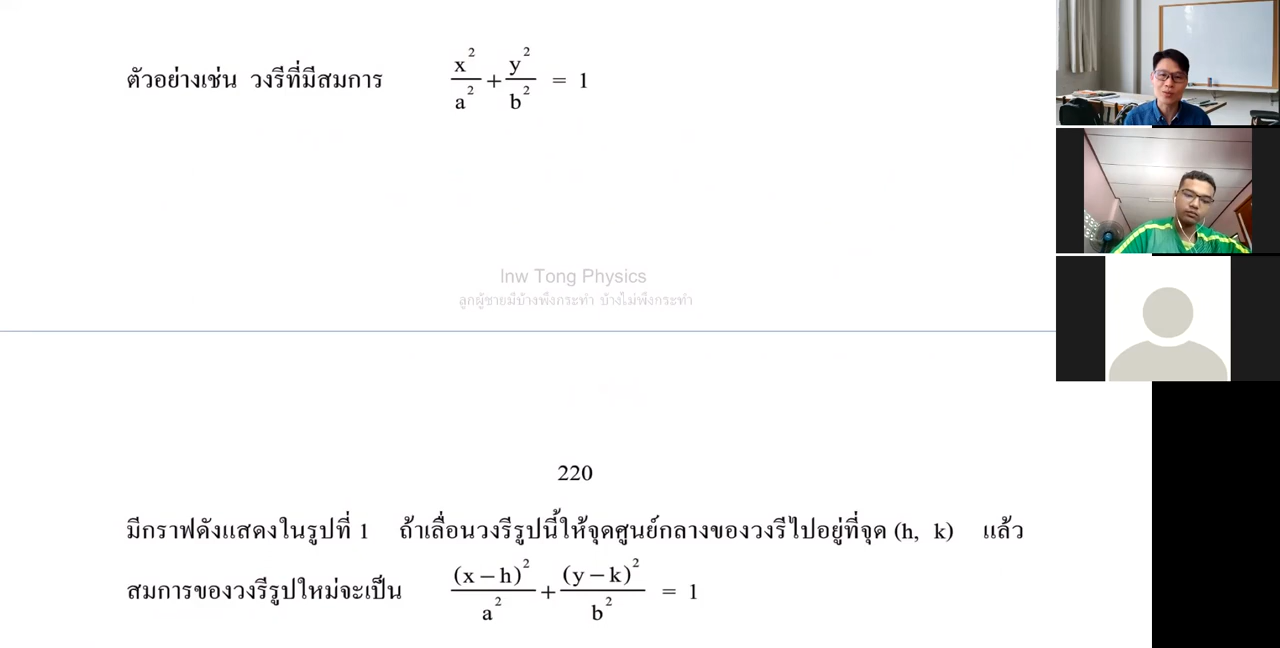 ตัวอย่างเช่น วงรีที่มีสมการ x²/a² + y²/b² = 1
lnw Tong Physics
ลูกผู้ชายมีบ้างพึงกระทำ บ้างไม่พึงกระทำ
220
มีกราฟดังแสดงในรูปที่ 1 ถ้าเลื่อนวงรีรูปนี้ให้จุดศูนย์กลางของวงรีไปอยู่ที่จุด (h, k) แล้ว
สมการของวงรีรูปใหม่จะเป็น (x – h)²/a² + (y – k)²/b² = 1